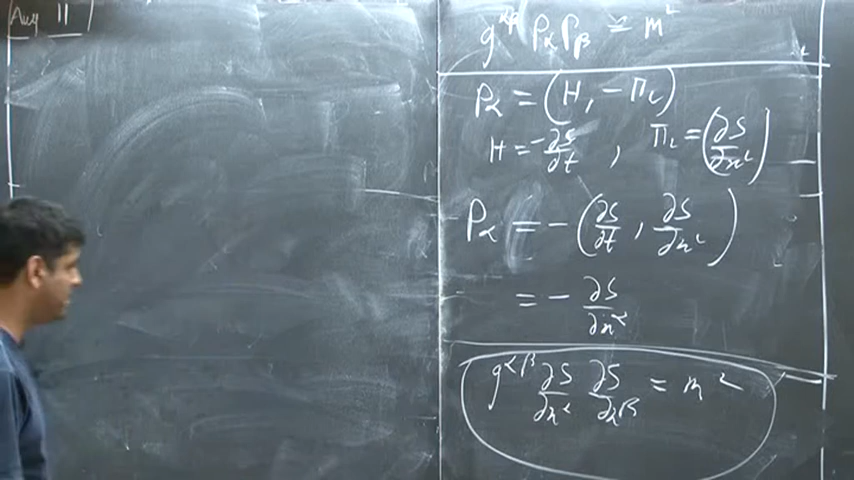 Aug 11
g^{αβ} P_α P_β = m²
P_α = (H, -Π_i)
H = -∂S/∂t , Π_i = (∂S/∂x^i)
P_α = -(∂S/∂t , ∂S/∂x^i)
= - ∂S/∂x^α
g^{αβ} ∂S/∂x^α ∂S/∂x^β = m²